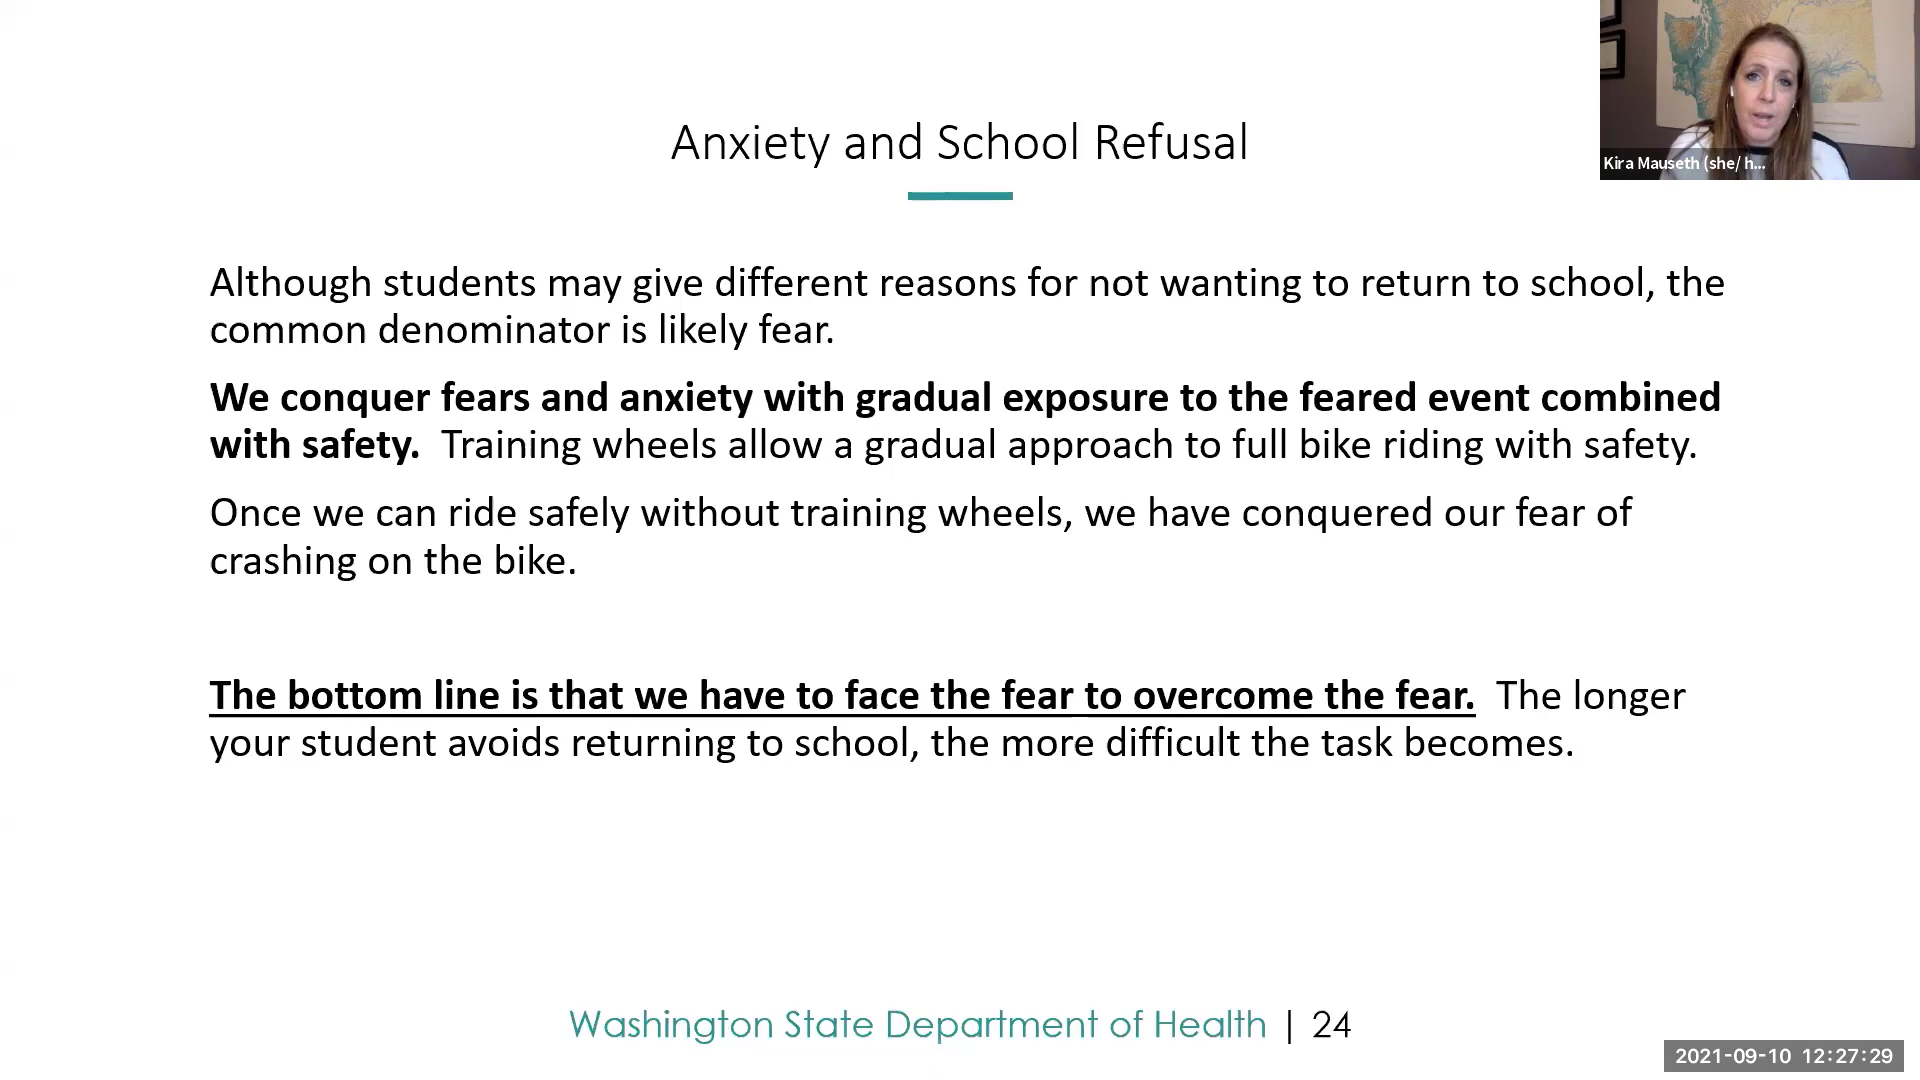 Anxiety and School Refusal
Kira Mauseth (she/ h...
Although students may give different reasons for not wanting to return to school, the
common denominator is likely fear.
We conquer fears and anxiety with gradual exposure to the feared event combined
with safety. Training wheels allow a gradual approach to full bike riding with safety.
Once we can ride safely without training wheels, we have conquered our fear of
crashing on the bike.
The bottom line is that we have to face the fear to overcome the fear. The longer
your student avoids returning to school, the more difficult the task becomes.
Washington State Department of Health | 24
2021-09-10 12:27:29